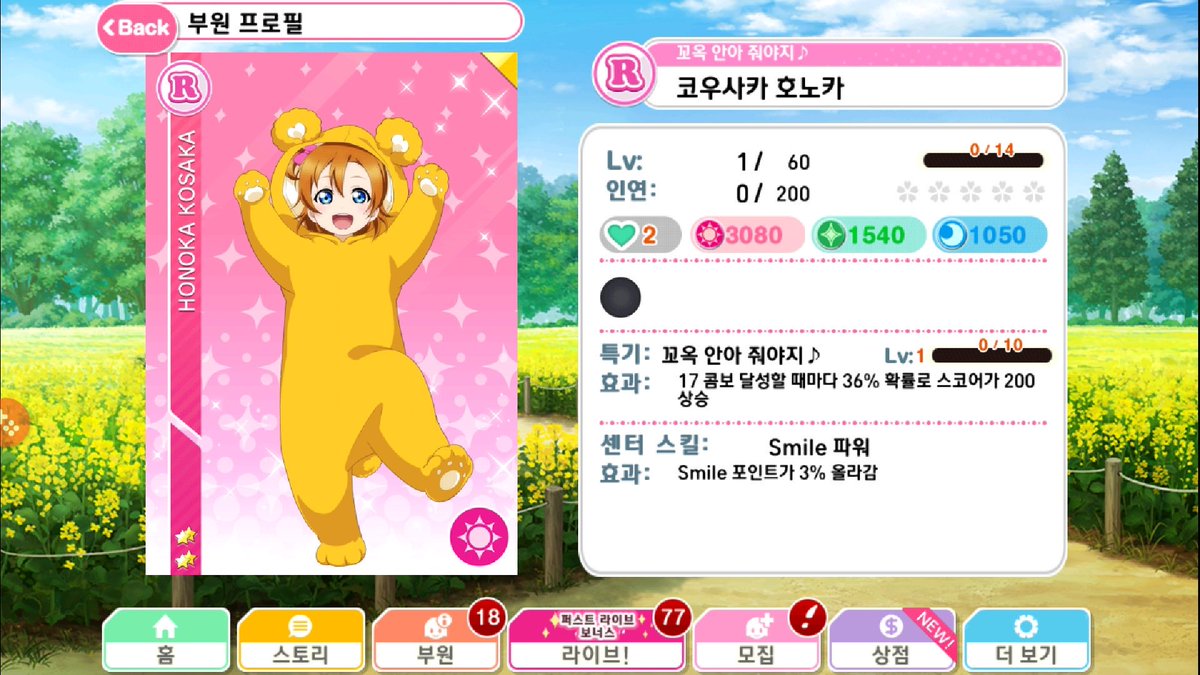 Back
부원 프로필
R
HONOKA KOSAKA
R
꼬옥 안아 줘야지♪
코우사카 호노카
Lv: 1/ 60
0/14
인연: 0/ 200
2 3080 1540 1050
특기: 꼬옥 안아 줘야지♪ Lv:1 0/10
효과: 17 콤보 달성할 때마다 36% 확률로 스코어가 200
상승
센터 스킬: Smile 파워
효과: Smile 포인트가 3% 올라감
홈
스토리
18
부원
퍼스트 라이브
보너스
77
라이브!
!
모집
$
NEW!
상점
더 보기